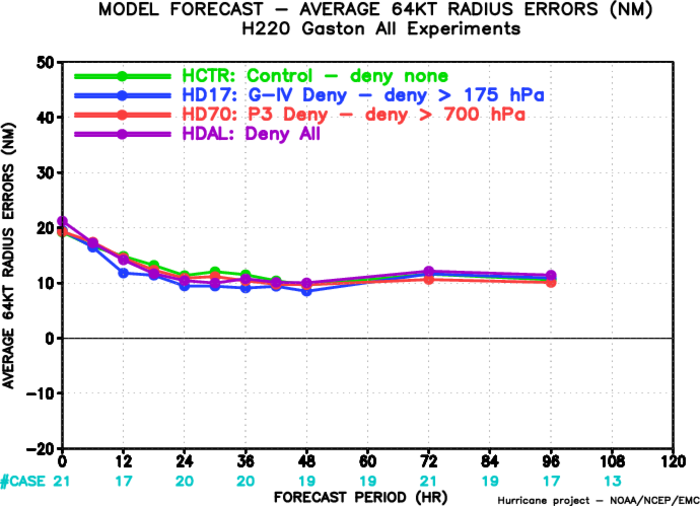 MODEL FORECAST – AVERAGE 64KT RADIUS ERRORS (NM)
H220 Gaston All Experiments
HCTR: Control – deny none
HD17: G–IV Deny – deny > 175 hPa
HD70: P3 Deny – deny > 700 hPa
HDAL: Deny All
AVERAGE 64KT RADIUS ERRORS (NM)
50
40
30
20
10
0
–10
–20
0 12 24 36 48 60 72 84 96 108 120
#CASE 21 17 20 20 19 19 21 19 17 13
FORECAST PERIOD (HR)
Hurricane project – NOAA/NCEP/EMC